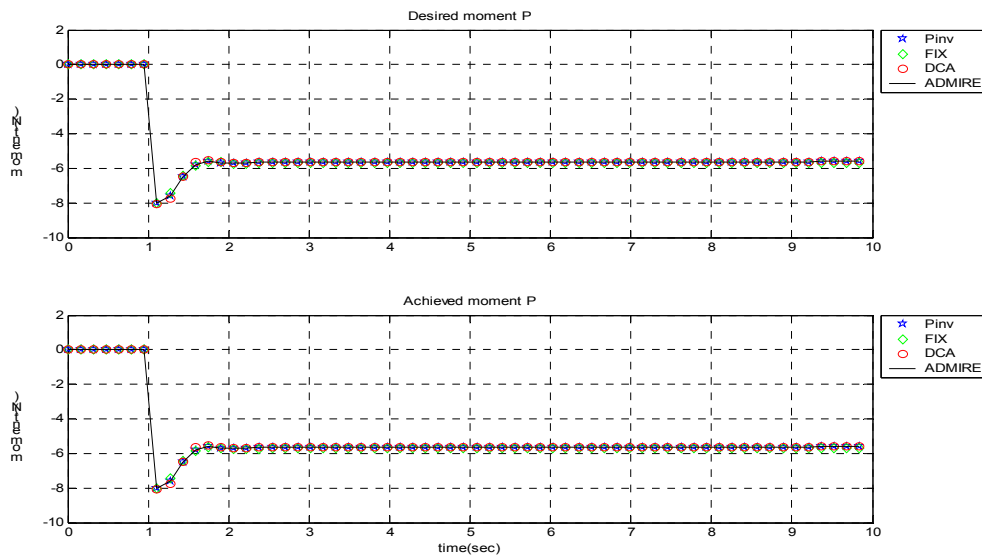 Desired moment P
2
0
-2
-4
-6
-8
-10
0 1 2 3 4 5 6 7 8 9 10
Pinv
FIX
DCA
ADMIRE
Achieved moment P
2
0
-2
-4
-6
-8
-10
0 1 2 3 4 5 6 7 8 9 10
time(sec)
Pinv
FIX
DCA
ADMIRE